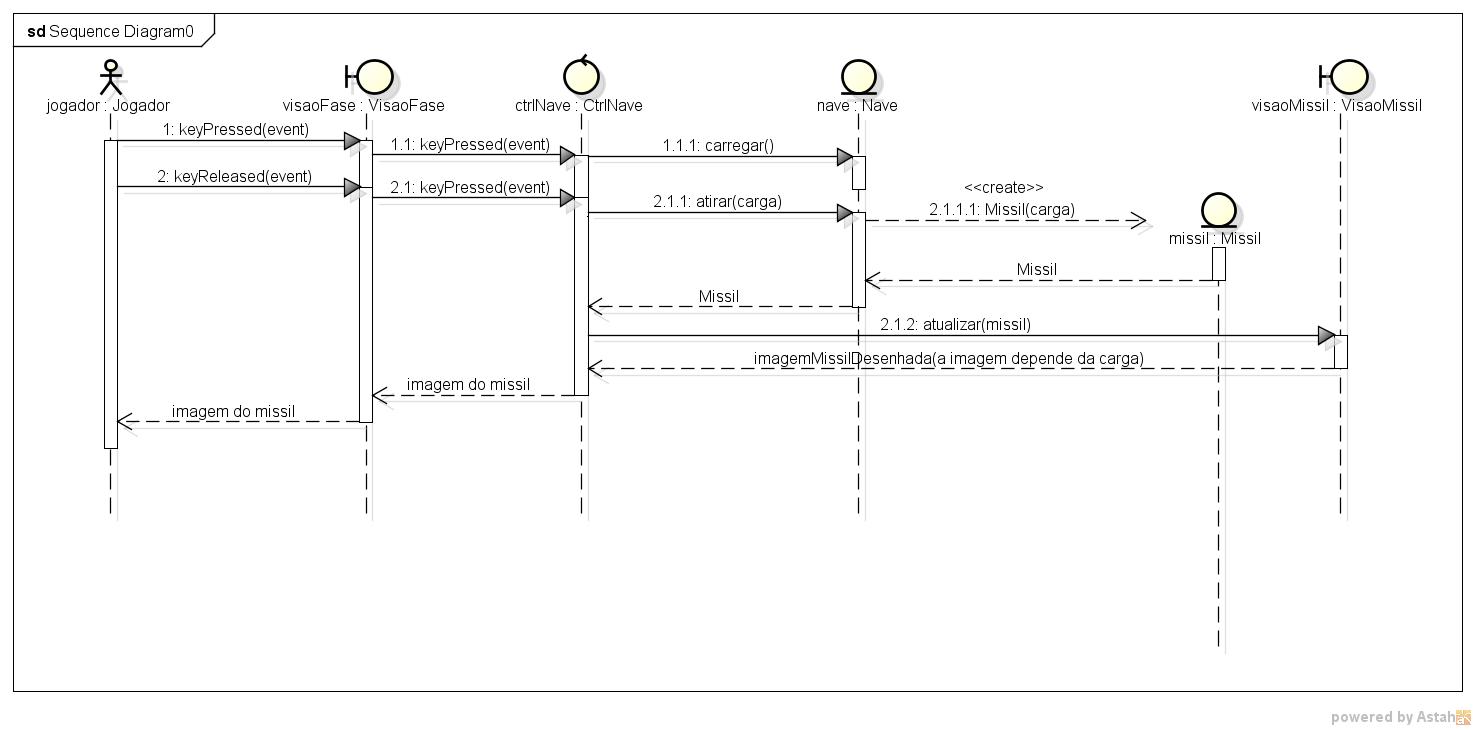 sd Sequence Diagram0
jogador : Jogador
visaoFase : VisaoFase
ctrlNave : CtrlNave
nave : Nave
visaoMissil : VisaoMissil
1: keyPressed(event)
1.1: keyPressed(event)
1.1.1: carregar()
2: keyReleased(event)
2.1: keyPressed(event)
<<create>>
2.1.1: atirar(carga)
2.1.1.1: Missil(carga)
missil : Missil
Missil
Missil
2.1.2: atualizar(missil)
imagemMissilDesenhada(a imagem depende da carga)
imagem do missil
imagem do missil
powered by Astah